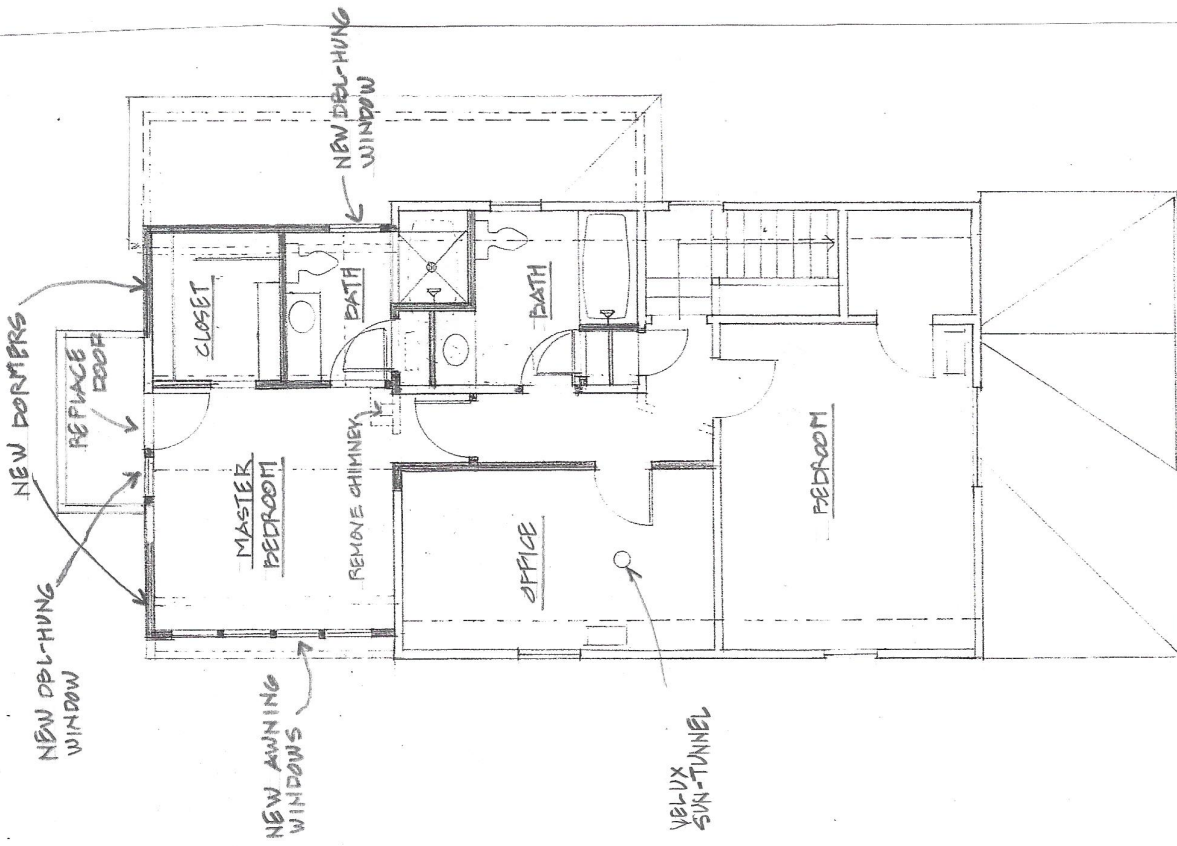 NEW DORMERS
REPLACE
DOOR
NEW DBL-HUNG
WINDOW
NEW DBL-HUNG
WINDOW
CLOSET
BATH
MASTER
BEDROOM
REMOVE CHIMNEY
BATH
NEW AWNING
WINDOWS
OFFICE
BEDROOM
VELUX
SUN-TUNNEL